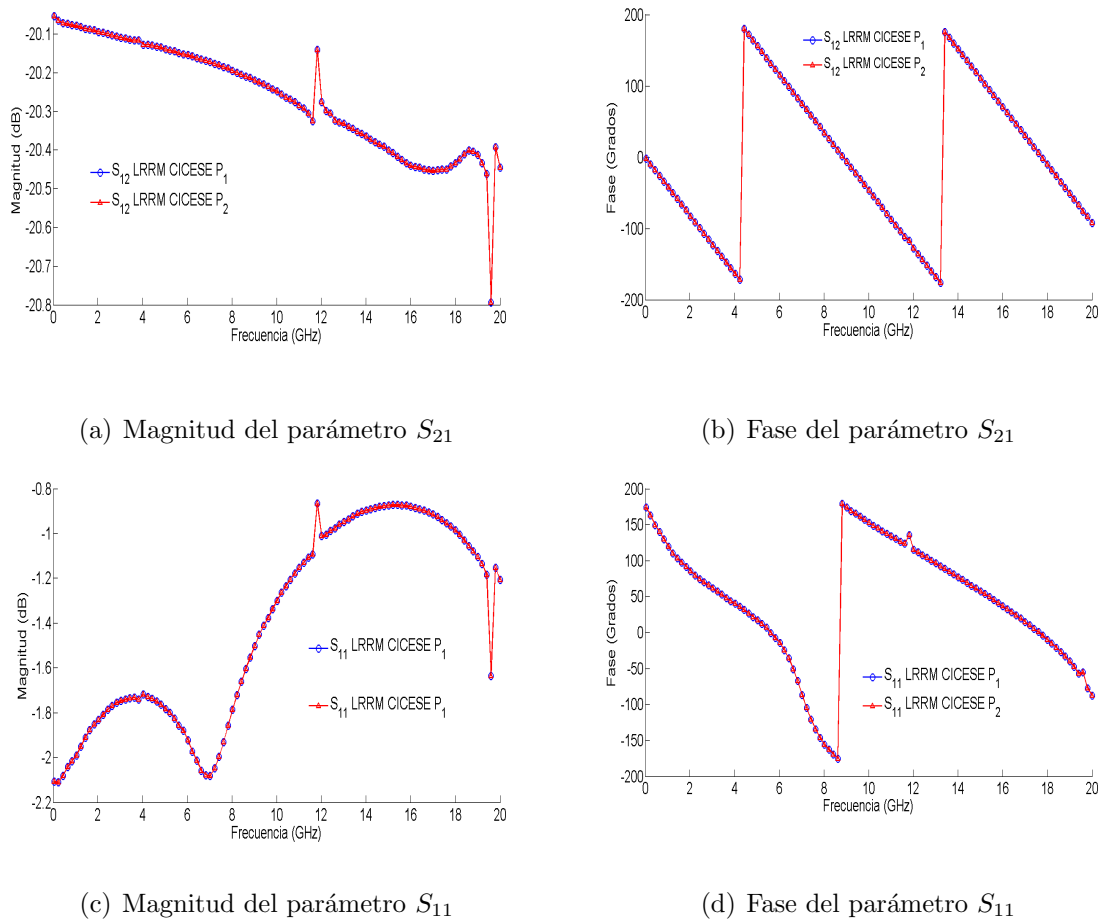 -20.1
-20.2
-20.3
-20.4
-20.5
-20.6
-20.7
-20.8
Magnitud (dB)
S12 LRRM CICESE P1
S12 LRRM CICESE P2
0 2 4 6 8 10 12 14 16 18 20
Frecuencia (GHz)
(a) Magnitud del parámetro S21
200
100
0
-100
-200
Fase (Grados)
S12 LRRM CICESE P1
S12 LRRM CICESE P2
0 2 4 6 8 10 12 14 16 18 20
Frecuencia (GHz)
(b) Fase del parámetro S21
-0.8
-1
-1.2
-1.4
-1.6
-1.8
-2
-2.2
Magnitud (dB)
S11 LRRM CICESE P1
S11 LRRM CICESE P1
0 2 4 6 8 10 12 14 16 18 20
Frecuencia (GHz)
(c) Magnitud del parámetro S11
200
150
100
50
0
-50
-100
-150
-200
Fase (Grados)
S11 LRRM CICESE P1
S11 LRRM CICESE P2
0 2 4 6 8 10 12 14 16 18 20
Frecuencia (GHz)
(d) Fase del parámetro S11